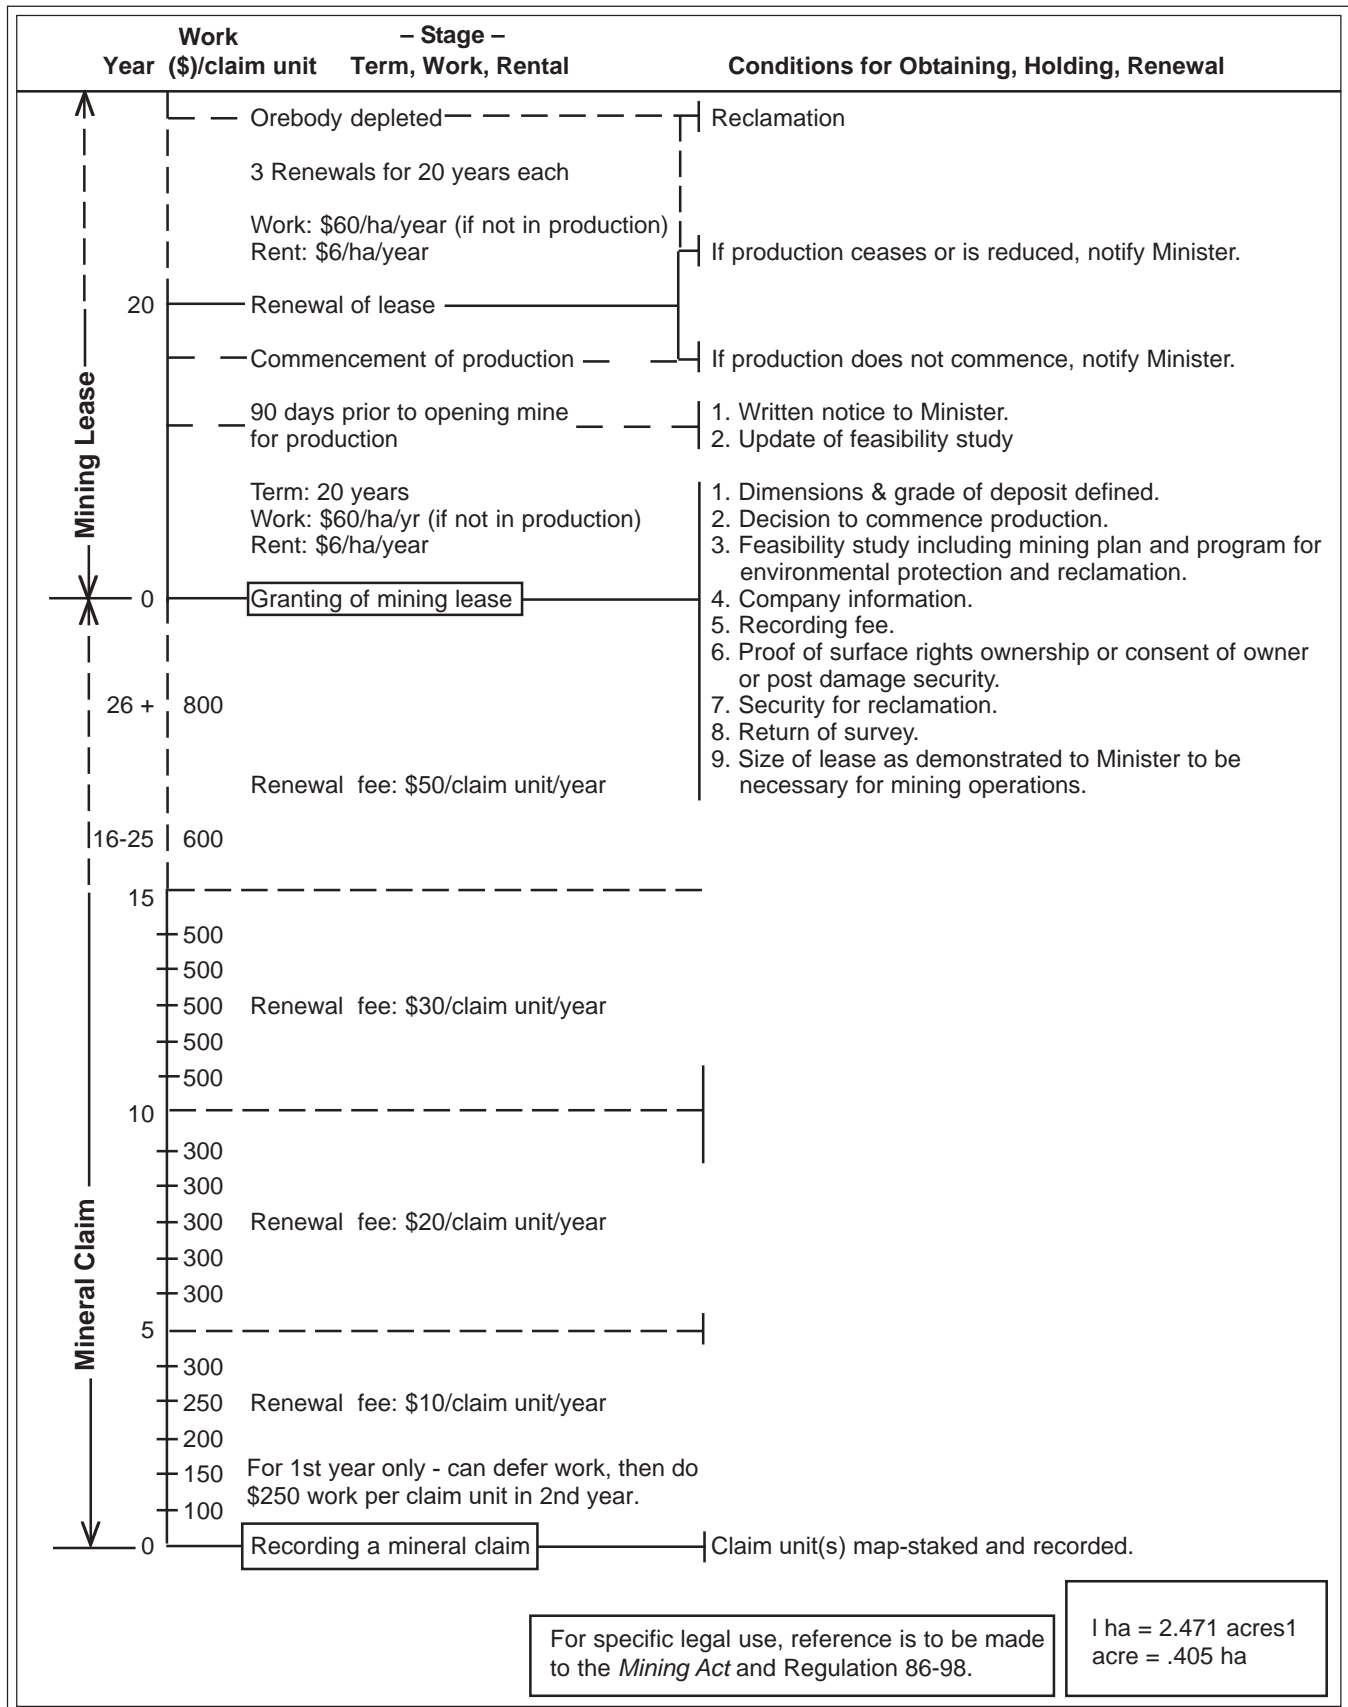 Work
– Stage –
Year
($)/claim unit
Term, Work, Rental
Conditions for Obtaining, Holding, Renewal
Orebody depleted
Reclamation
3 Renewals for 20 years each
Work: $60/ha/year (if not in production)
Rent: $6/ha/year
If production ceases or is reduced, notify Minister.
20
Renewal of lease
Commencement of production
If production does not commence, notify Minister.
Mining Lease
90 days prior to opening mine
for production
1. Written notice to Minister.
2. Update of feasibility study
Term: 20 years
Work: $60/ha/yr (if not in production)
Rent: $6/ha/year
1. Dimensions & grade of deposit defined.
2. Decision to commence production.
3. Feasibility study including mining plan and program for
environmental protection and reclamation.
0
Granting of mining lease
4. Company information.
5. Recording fee.
6. Proof of surface rights ownership or consent of owner
or post damage security.
7. Security for reclamation.
8. Return of survey.
9. Size of lease as demonstrated to Minister to be
necessary for mining operations.
26 +
800
Renewal fee: $50/claim unit/year
16-25
600
15
500
500
500
Renewal fee: $30/claim unit/year
500
500
10
300
300
300
Renewal fee: $20/claim unit/year
300
300
Mineral Claim
5
300
250
Renewal fee: $10/claim unit/year
200
150
For 1st year only - can defer work, then do
$250 work per claim unit in 2nd year.
100
0
Recording a mineral claim
Claim unit(s) map-staked and recorded.
For specific legal use, reference is to be made
to the Mining Act and Regulation 86-98.
l ha = 2.471 acres1
acre = .405 ha